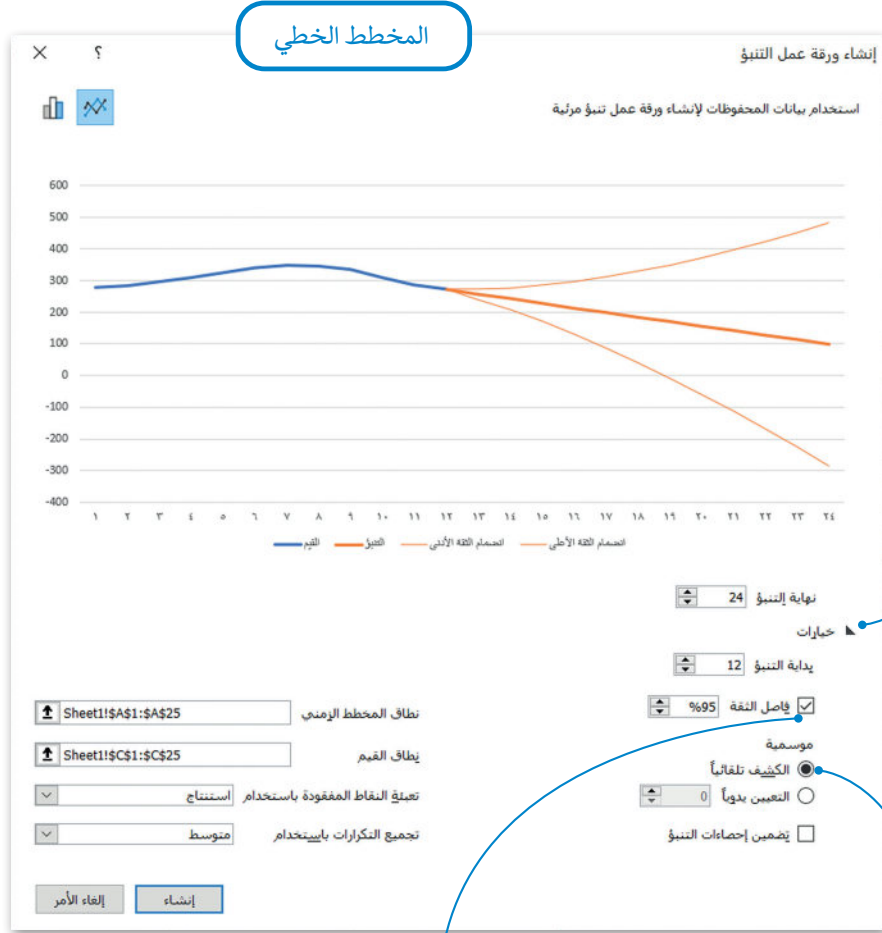 المخطط الخطي
إنشاء ورقة عمل التنبؤ
؟
استخدام بيانات المحفوظات لإنشاء ورقة عمل تنبؤ مرئية
600
500
400
300
200
100
0
-100
-200
-300
-400
١ ٢ ٣ ٤ ٥ ٦ ٧ ٨ ٩ ١٠ ١١ ١٢ ١٣ ١٤ ١٥ ١٦ ١٧ ١٨ ١٩ ٢٠ ٢١ ٢٢ ٢٣ ٢٤
القيم
التنبؤ
انضمام الثقة الأدنى
انضمام الثقة الأعلى
نهاية التنبؤ 24
خيارات
بداية التنبؤ 12
فاصل الثقة 95%
موسمية
الكشف تلقائياً
التعيين يدوياً 0
تضمين إحصاءات التنبؤ
نطاق المخطط الزمني Sheet1!$A$1:$A$25
نطاق القيم Sheet1!$C$1:$C$25
تعبئة النقاط المفقودة باستخدام استنتاج
تجميع التكرارات باستخدام متوسط
إنشاء
إلغاء الأمر